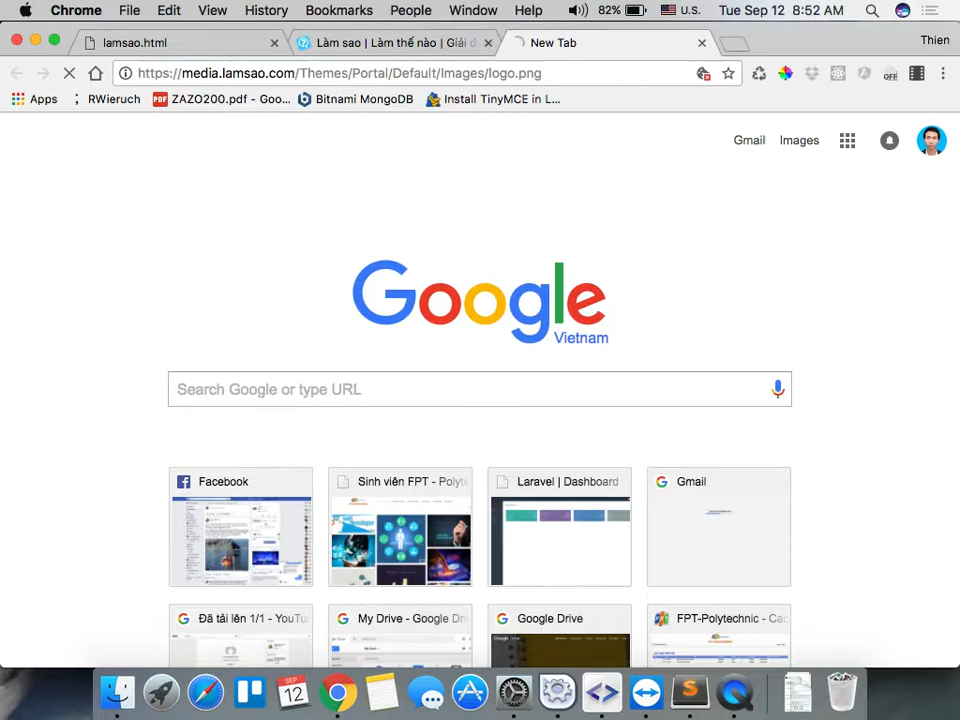 Chrome File Edit View History Bookmarks People Window Help 82% U.S. Tue Sep 12 8:52 AM
lamsao.html Làm sao | Làm thế nào | Giải đ New Tab Thien
https://media.lamsao.com/Themes/Portal/Default/Images/logo.png
Apps RWieruch ZAZO200.pdf - Goo... Bitnami MongoDB Install TinyMCE in L...
Gmail Images
Google
Vietnam
Search Google or type URL
Facebook Sinh viên FPT - Polyte Laravel | Dashboard Gmail
Đã tải lên 1/1 - YouTu My Drive - Google Dri Google Drive FPT-Polytechnic - Cao
SEP
12